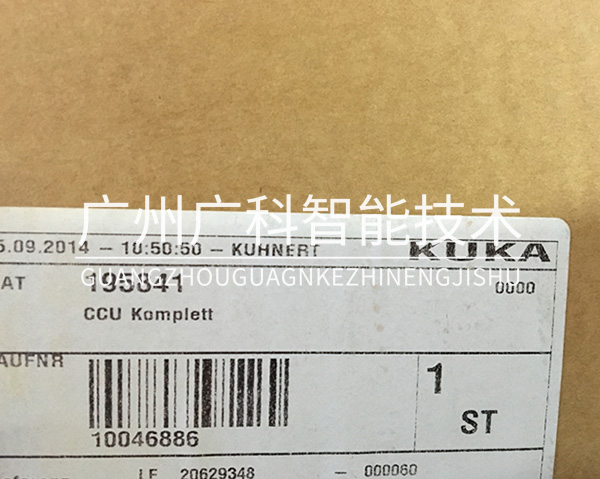 广州广科智能技术
5.09.2014 — 10:50:50 — KUHNERT KUKA
GUANGZHOUGUAGNKEZHINENGJISHU
AT 0000
CCU Komplett
AUFNR
1
10046886 ST
LF 20629348 — 000060